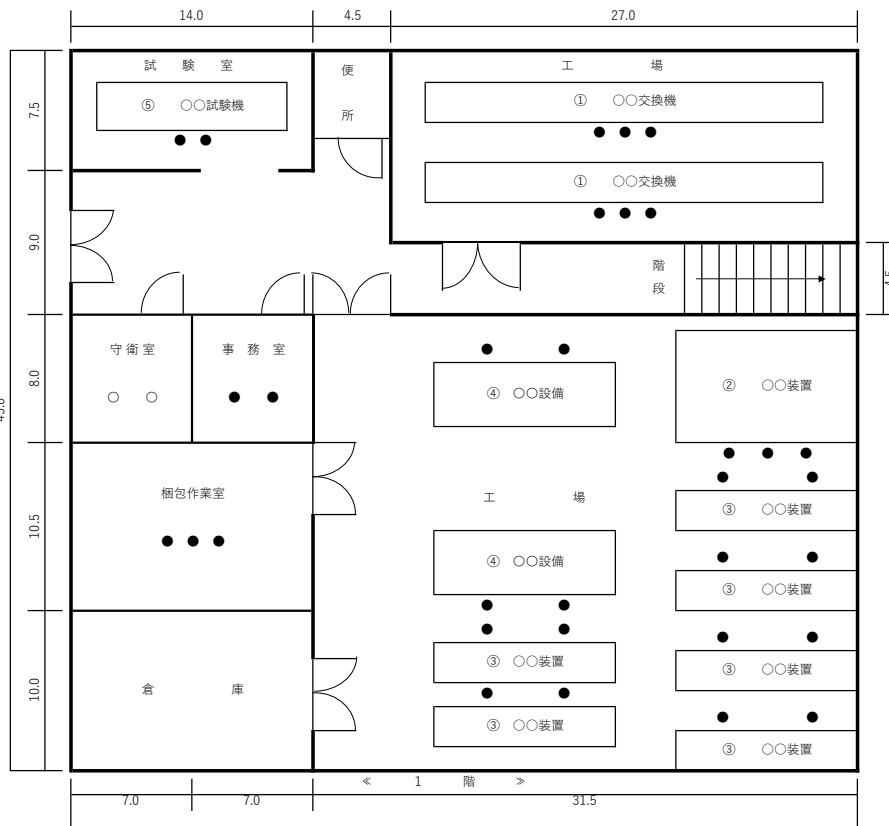 14.0 4.5 27.0
試験室 便所 工場
⑤ ○○試験機
① ○○交換機
7.5
① ○○交換機
9.0
階段
守衛室 事務室
8.0
④ ○○設備
② ○○装置
梱包作業室
工場
③ ○○装置
10.5
④ ○○設備
③ ○○装置
③ ○○装置
③ ○○装置
倉庫
10.0
③ ○○装置
③ ○○装置
≪ 1階 ≫
7.0 7.0 31.5